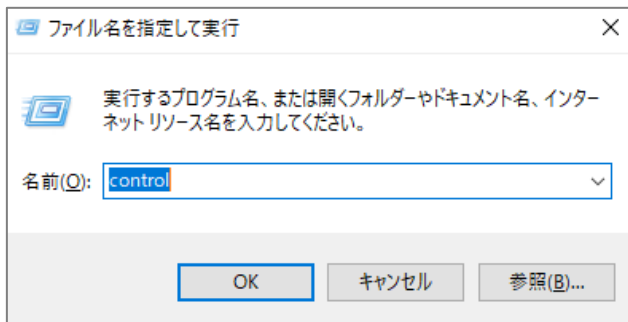 ファイル名を指定して実行
実行するプログラム名、または開くフォルダーやドキュメント名、インター
ネット リソース名を入力してください。
名前(O): control
OK キャンセル 参照(B)...